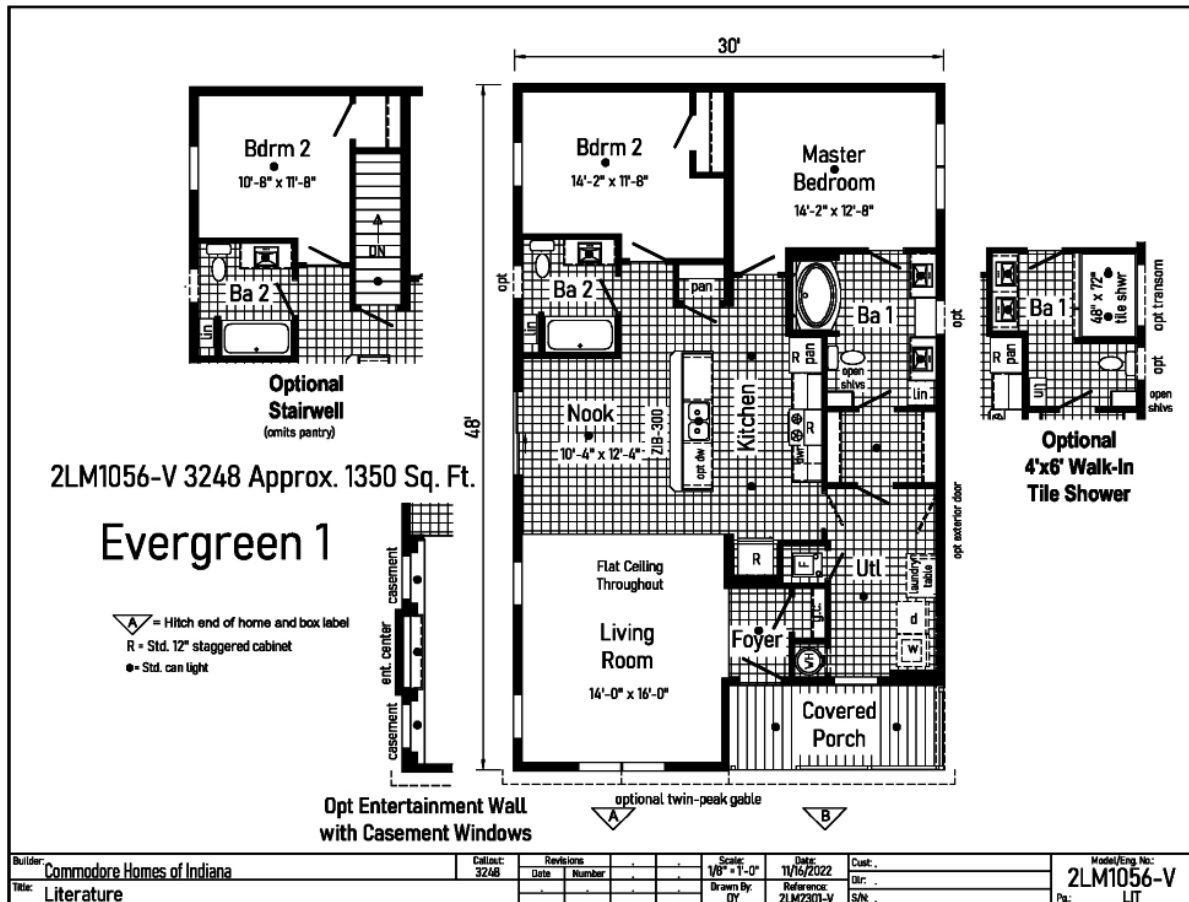 30'
Bdrm 2
10'-8" x 11'-8"
DN
Ba 2
lin
Optional
Stairwell
(omits pantry)
48'
Bdrm 2
14'-2" x 11'-8"
Master
Bedroom
14'-2" x 12'-8"
opt
Ba 2
lin
pan
Ba 1
opt
R
pan
open
shlvs
lin
Nook
10'-4" x 12'-4"
ZIB-300
opt dw
Kitchen
R
R
F
Utl
opt exterior door
laundry
table
d
w
Flat Ceiling
Throughout
Living
Room
14'-0" x 16'-0"
Foyer
g.c.
WH
Covered
Porch
optional twin-peak gable
A
B
Ba 1
48" x 72"
tile shwr
opt transom
R
pan
lin
opt
open
shlvs
Optional
4'x6' Walk-In
Tile Shower
2LM1056-V 3248 Approx. 1350 Sq. Ft.
Evergreen 1
A = Hitch end of home and box label
R = Std. 12" staggered cabinet
● = Std. can light
casement
ent. center
casement
Opt Entertainment Wall
with Casement Windows
Builder: Commodore Homes of Indiana
Title: Literature
Callout:
3248
Revisions
Date Number
Scale:
1/8" = 1'-0"
Drawn By:
DY
Date:
11/16/2022
Reference:
2LM2301-V
Cust: .
Dlr: .
S/N: .
Model/Eng. No.:
2LM1056-V
Pg.: LIT